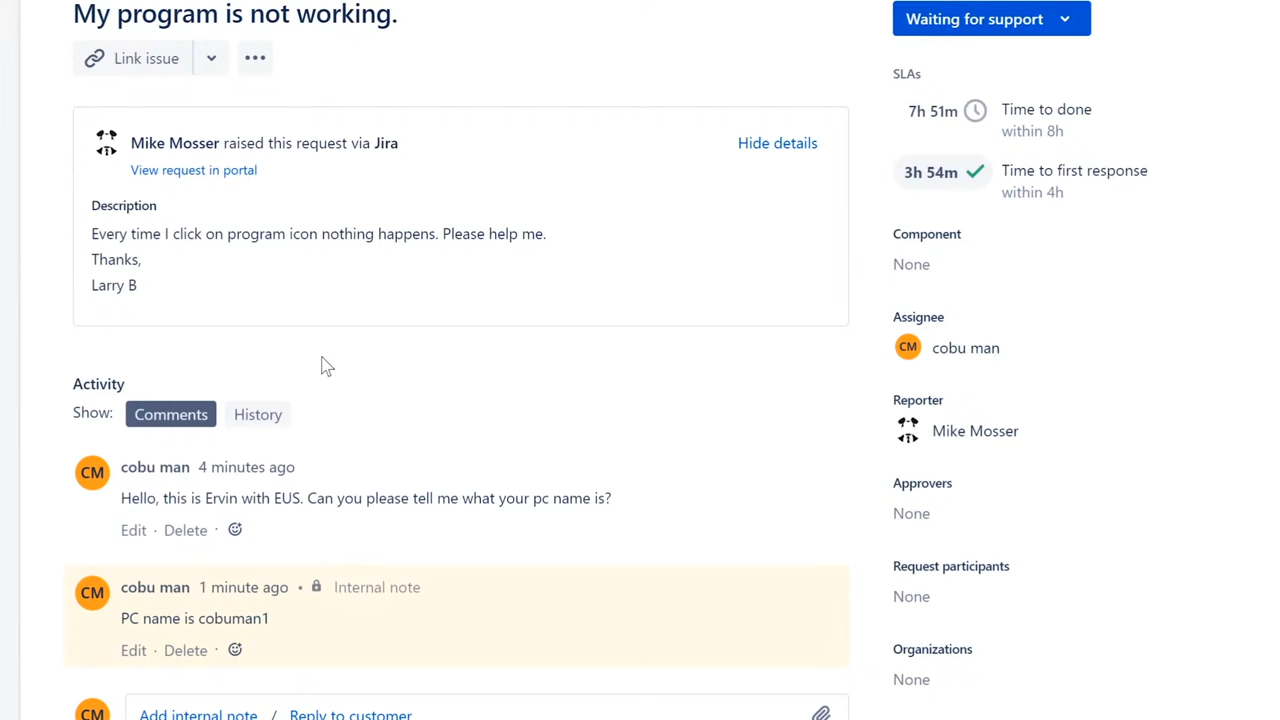 My program is not working.
Link issue
Mike Mosser raised this request via Jira
Hide details
View request in portal
Description
Every time I click on program icon nothing happens. Please help me.
Thanks,
Larry B
Activity
Show: Comments History
CM cobu man 4 minutes ago
Hello, this is Ervin with EUS. Can you please tell me what your pc name is?
Edit · Delete ·
CM cobu man 1 minute ago • Internal note
PC name is cobuman1
Edit · Delete ·
CM Add internal note / Reply to customer
Waiting for support
SLAs
7h 51m Time to done
within 8h
3h 54m Time to first response
within 4h
Component
None
Assignee
CM cobu man
Reporter
Mike Mosser
Approvers
None
Request participants
None
Organizations
None